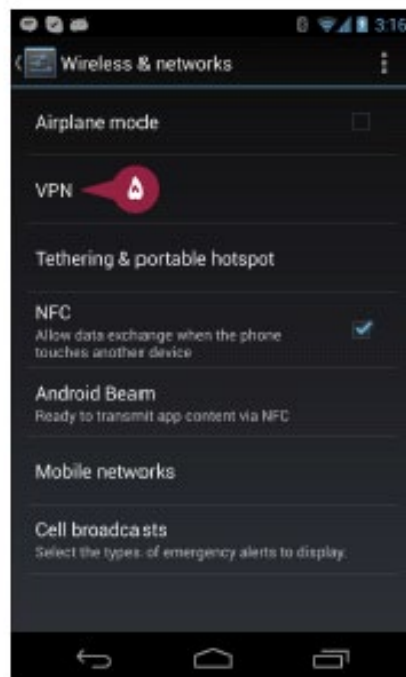 3:16
Wireless & networks
Airplane mode
VPN ۵
Tethering & portable hotspot
NFC
Allow data exchange when the phone
touches another device
Android Beam
Ready to transmit app content via NFC
Mobile networks
Cell broadcasts
Select the types of emergency alerts to display.